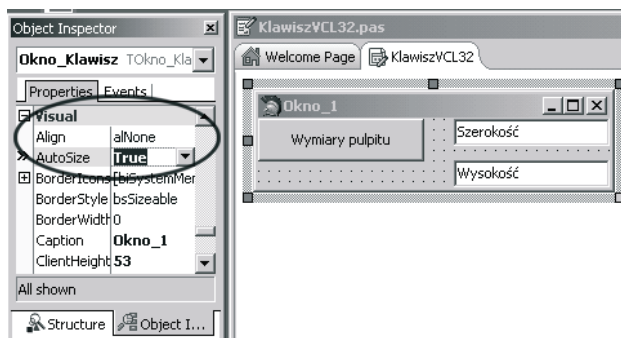 Object Inspector
Okno_Klawisz TOkno_Kla
Properties Events
Visual
Align alNone
AutoSize True
BorderIcons [biSystemMer
BorderStyle bsSizeable
BorderWidth 0
Caption Okno_1
ClientHeight 53
All shown
Structure Object I...
KlawiszVCL32.pas
Welcome Page KlawiszVCL32
Okno_1
Wymiary pulpitu Szerokość
Wysokość